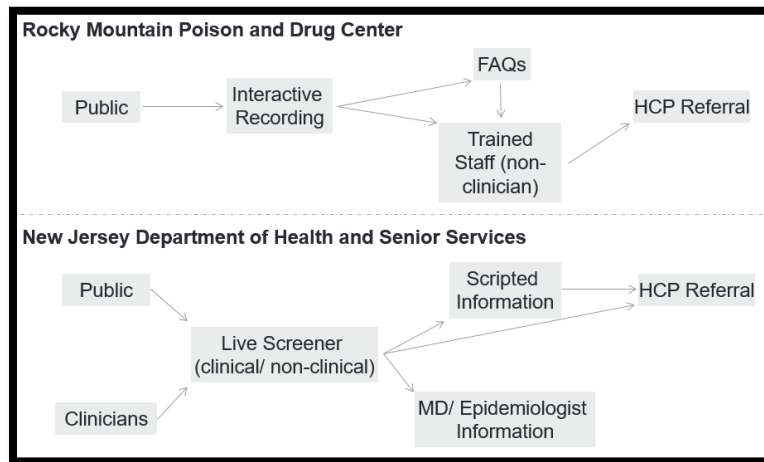 Rocky Mountain Poison and Drug Center
Public
Interactive
Recording
FAQs
Trained
Staff (non-
clinician)
HCP Referral
New Jersey Department of Health and Senior Services
Public
Clinicians
Live Screener
(clinical/ non-clinical)
Scripted
Information
HCP Referral
MD/ Epidemiologist
Information